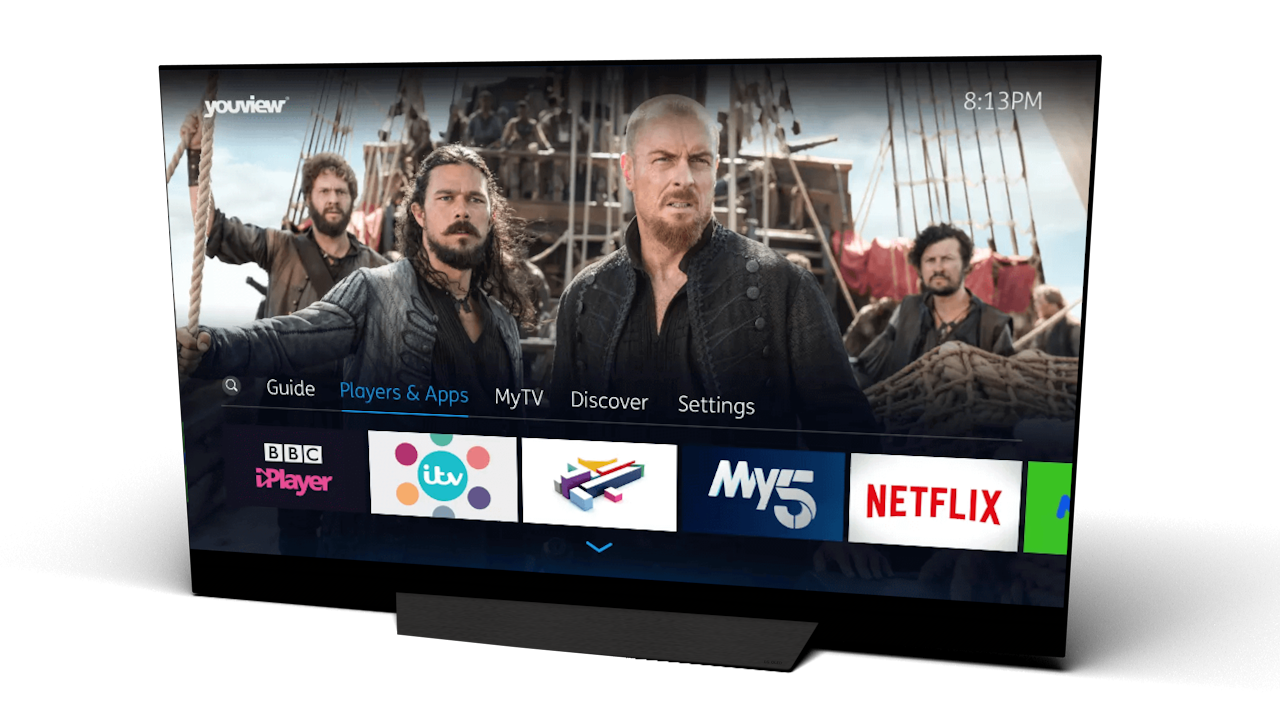 youview
8:13PM
Guide Players & Apps MyTV Discover Settings
BBC
iPlayer
itv
My5
NETFLIX